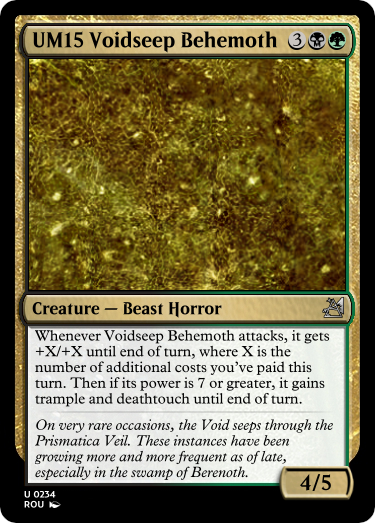 UM15 Voidseep Behemoth 3
Creature — Beast Horror
Whenever Voidseep Behemoth attacks, it gets
+X/+X until end of turn, where X is the
number of additional costs you've paid this
turn. Then if its power is 7 or greater, it gains
trample and deathtouch until end of turn.
On very rare occasions, the Void seeps through the
Prismatica Veil. These instances have been
growing more and more frequent as of late,
especially in the swamp of Berenoth.
4/5
U 0234
ROU